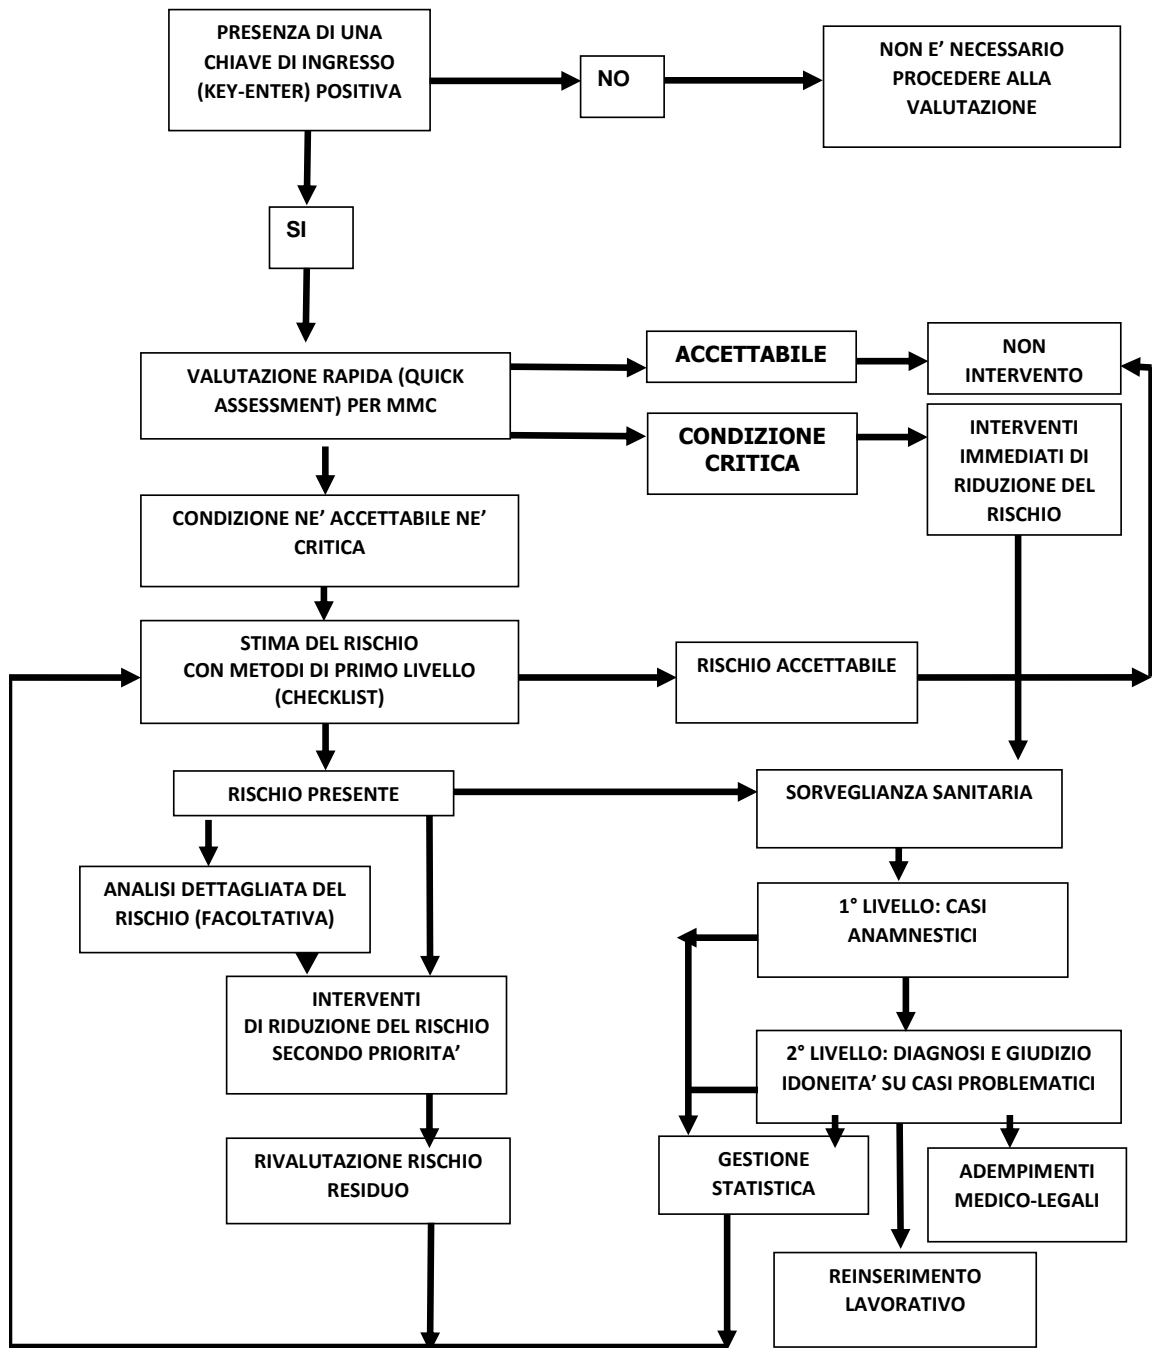 PRESENZA DI UNA
CHIAVE DI INGRESSO
(KEY-ENTER) POSITIVA
NO
NON E’ NECESSARIO
PROCEDERE ALLA
VALUTAZIONE
SI
VALUTAZIONE RAPIDA (QUICK
ASSESSMENT) PER MMC
ACCETTABILE
NON
INTERVENTO
CONDIZIONE
CRITICA
INTERVENTI
IMMEDIATI DI
RIDUZIONE DEL
RISCHIO
CONDIZIONE NE’ ACCETTABILE NE’
CRITICA
STIMA DEL RISCHIO
CON METODI DI PRIMO LIVELLO
(CHECKLIST)
RISCHIO ACCETTABILE
RISCHIO PRESENTE
SORVEGLIANZA SANITARIA
ANALISI DETTAGLIATA DEL
RISCHIO (FACOLTATIVA)
1° LIVELLO: CASI
ANAMNESTICI
INTERVENTI
DI RIDUZIONE DEL RISCHIO
SECONDO PRIORITA’
2° LIVELLO: DIAGNOSI E GIUDIZIO
IDONEITA’ SU CASI PROBLEMATICI
RIVALUTAZIONE RISCHIO
RESIDUO
GESTIONE
STATISTICA
ADEMPIMENTI
MEDICO-LEGALI
REINSERIMENTO
LAVORATIVO